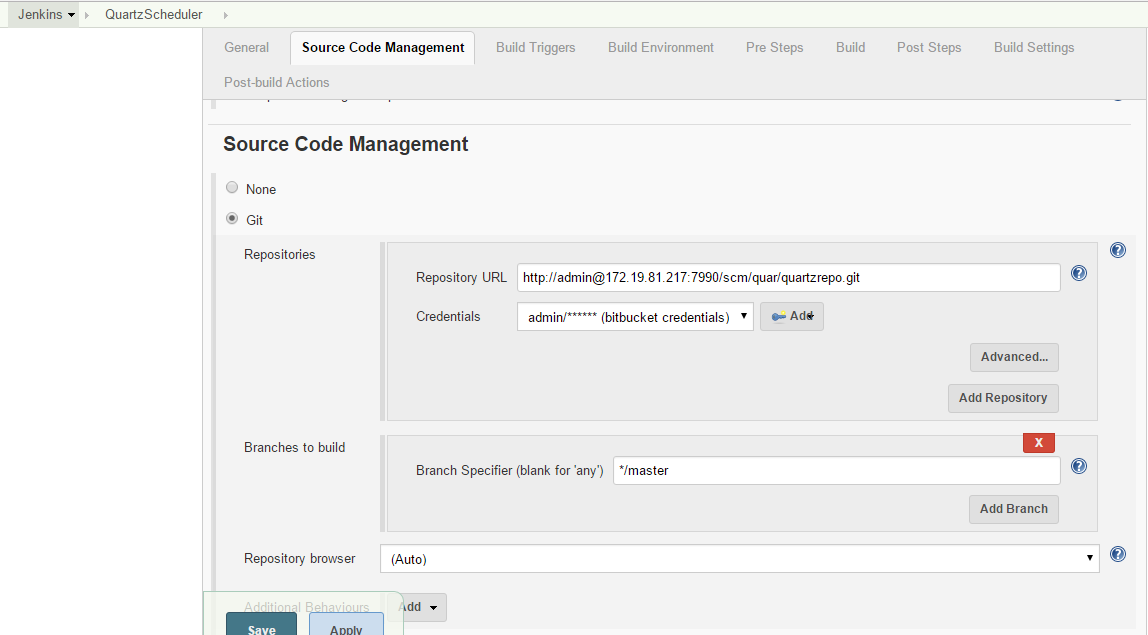 Jenkins QuartzScheduler
General Source Code Management Build Triggers Build Environment Pre Steps Build Post Steps Build Settings
Post-build Actions
Source Code Management
None
Git
Repositories
Repository URL http://admin@172.19.81.217:7990/scm/quar/quartzrepo.git
Credentials admin/****** (bitbucket credentials) Add
Advanced...
Add Repository
Branches to build
X
Branch Specifier (blank for 'any') */master
Add Branch
Repository browser (Auto)
Additional Behaviours Add
Save Apply